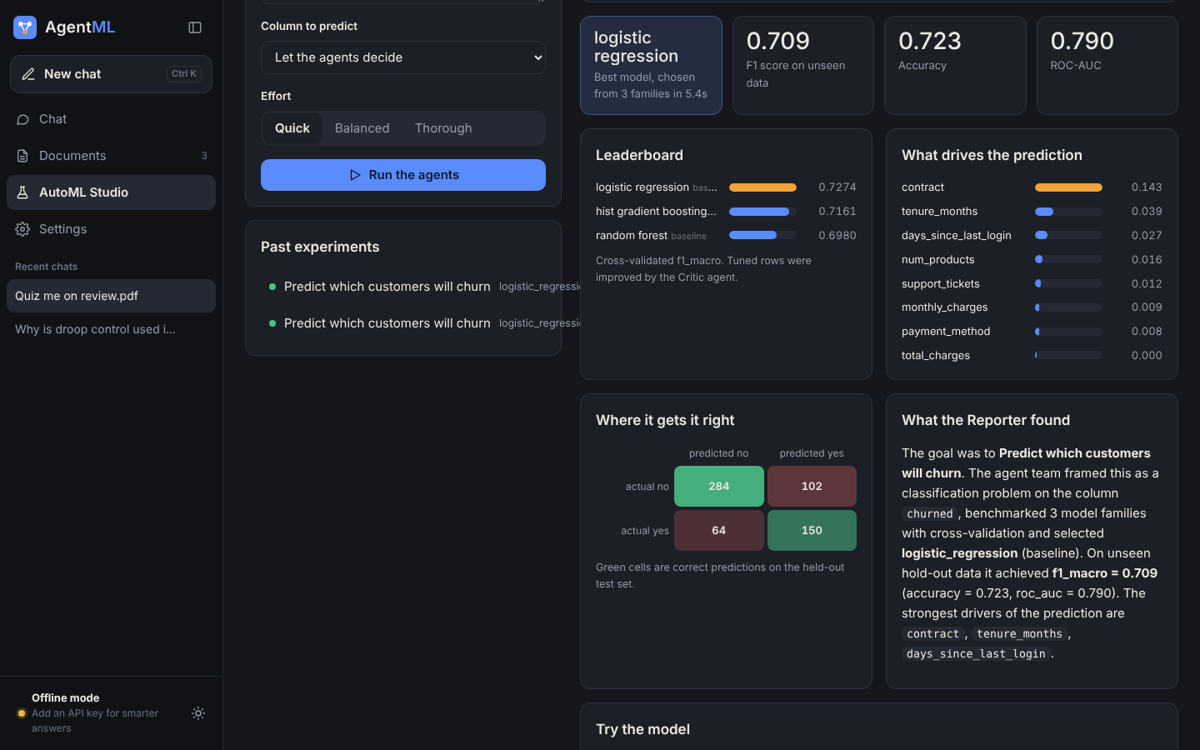 AgentML
New chat
Ctrl K
Chat
Documents
3
AutoML Studio
Settings
Recent chats
Quiz me on review.pdf
Why is droop control used i...
Offline mode
Add an API key for smarter
answers
Column to predict
Let the agents decide
Effort
Quick
Balanced
Thorough
Run the agents
Past experiments
Predict which customers will churn logistic_regressi
Predict which customers will churn logistic_regressi
logistic
regression
Best model, chosen
from 3 families in 5.4s
0.709
F1 score on unseen
data
0.723
Accuracy
0.790
ROC-AUC
Leaderboard
logistic regression bas... 0.7274
hist gradient boosting... 0.7161
random forest baseline 0.6980
Cross-validated f1_macro. Tuned rows were
improved by the Critic agent.
What drives the prediction
contract 0.143
tenure_months 0.039
days_since_last_login 0.027
num_products 0.016
support_tickets 0.012
monthly_charges 0.009
payment_method 0.008
total_charges 0.000
Where it gets it right
predicted no predicted yes
actual no 284 102
actual yes 64 150
Green cells are correct predictions on the held-out
test set.
What the Reporter found
The goal was to Predict which customers
will churn. The agent team framed this as a
classification problem on the column
churned, benchmarked 3 model families
with cross-validation and selected
logistic_regression (baseline). On unseen
hold-out data it achieved f1_macro = 0.709
(accuracy = 0.723, roc_auc = 0.790). The
strongest drivers of the prediction are
contract, tenure_months,
days_since_last_login.
Try the model